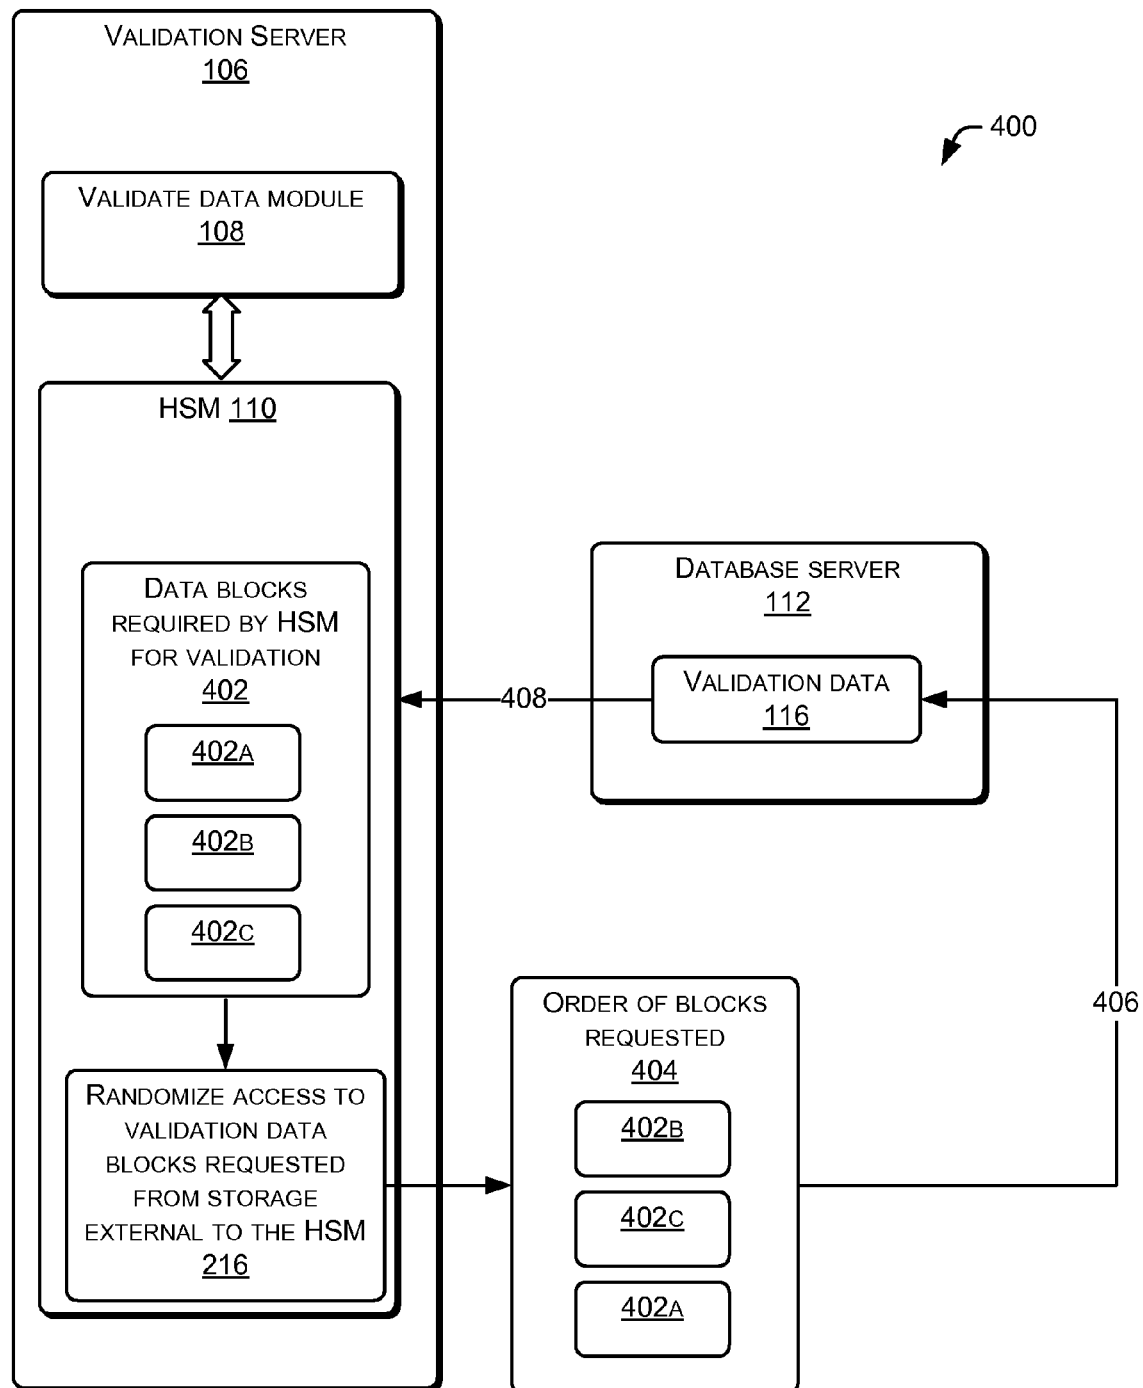 VALIDATION SERVER
106
400
VALIDATE DATA MODULE
108
HSM 110
DATA BLOCKS
REQUIRED BY HSM
FOR VALIDATION
402
402A
402B
402C
DATABASE SERVER
112
VALIDATION DATA
116
408
406
RANDOMIZE ACCESS TO
VALIDATION DATA
BLOCKS REQUESTED
FROM STORAGE
EXTERNAL TO THE HSM
216
ORDER OF BLOCKS
REQUESTED
404
402B
402C
402A